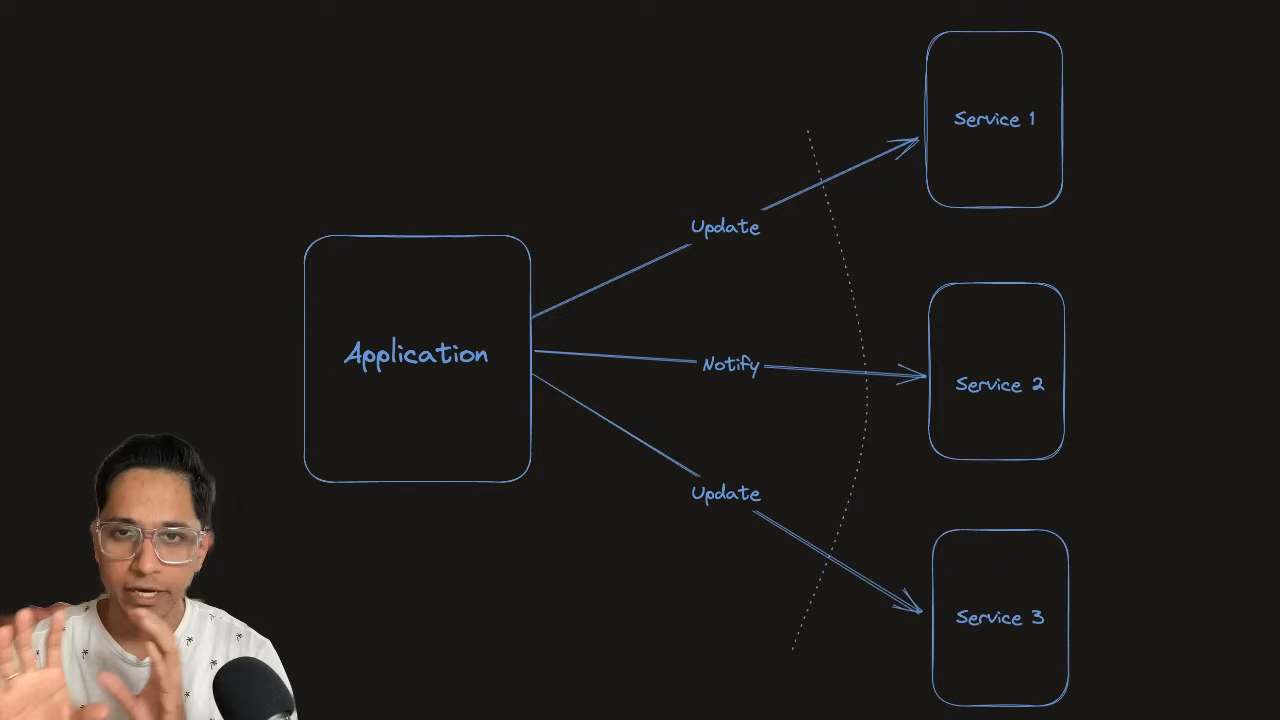 Service 1
Update
Application
Notify
Service 2
Update
Service 3